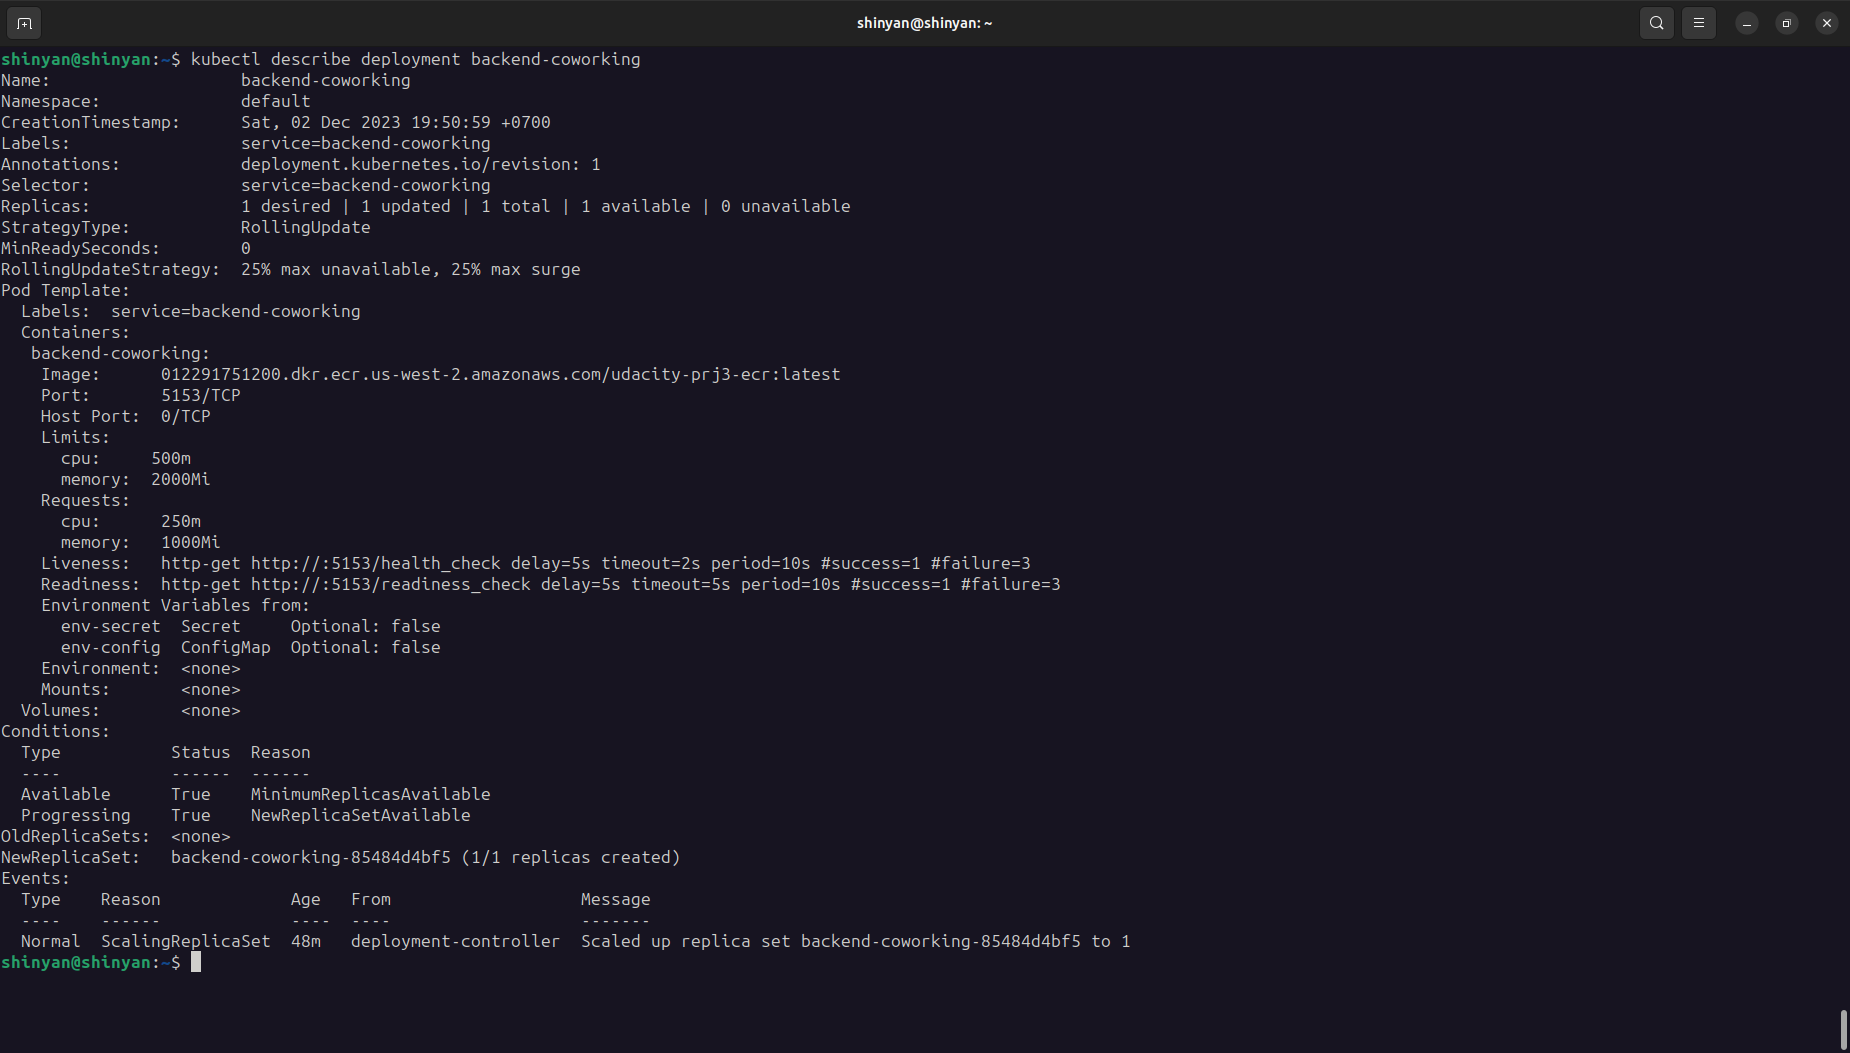 shinyan@shinyan: ~
shinyan@shinyan:~$ kubectl describe deployment backend-coworking
Name:                   backend-coworking
Namespace:              default
CreationTimestamp:      Sat, 02 Dec 2023 19:50:59 +0700
Labels:                 service=backend-coworking
Annotations:            deployment.kubernetes.io/revision: 1
Selector:               service=backend-coworking
Replicas:               1 desired | 1 updated | 1 total | 1 available | 0 unavailable
StrategyType:           RollingUpdate
MinReadySeconds:        0
RollingUpdateStrategy:  25% max unavailable, 25% max surge
Pod Template:
  Labels:  service=backend-coworking
  Containers:
   backend-coworking:
    Image:      012291751200.dkr.ecr.us-west-2.amazonaws.com/udacity-prj3-ecr:latest
    Port:       5153/TCP
    Host Port:  0/TCP
    Limits:
      cpu:     500m
      memory:  2000Mi
    Requests:
      cpu:      250m
      memory:   1000Mi
    Liveness:   http-get http://:5153/health_check delay=5s timeout=2s period=10s #success=1 #failure=3
    Readiness:  http-get http://:5153/readiness_check delay=5s timeout=5s period=10s #success=1 #failure=3
    Environment Variables from:
      env-secret  Secret     Optional: false
      env-config  ConfigMap  Optional: false
    Environment:  <none>
    Mounts:       <none>
  Volumes:        <none>
Conditions:
  Type           Status  Reason
  ----           ------  ------
  Available      True    MinimumReplicasAvailable
  Progressing    True    NewReplicaSetAvailable
OldReplicaSets:  <none>
NewReplicaSet:   backend-coworking-85484d4bf5 (1/1 replicas created)
Events:
  Type    Reason             Age   From                   Message
  ----    ------             ----  ----                   -------
  Normal  ScalingReplicaSet  48m   deployment-controller  Scaled up replica set backend-coworking-85484d4bf5 to 1
shinyan@shinyan:~$